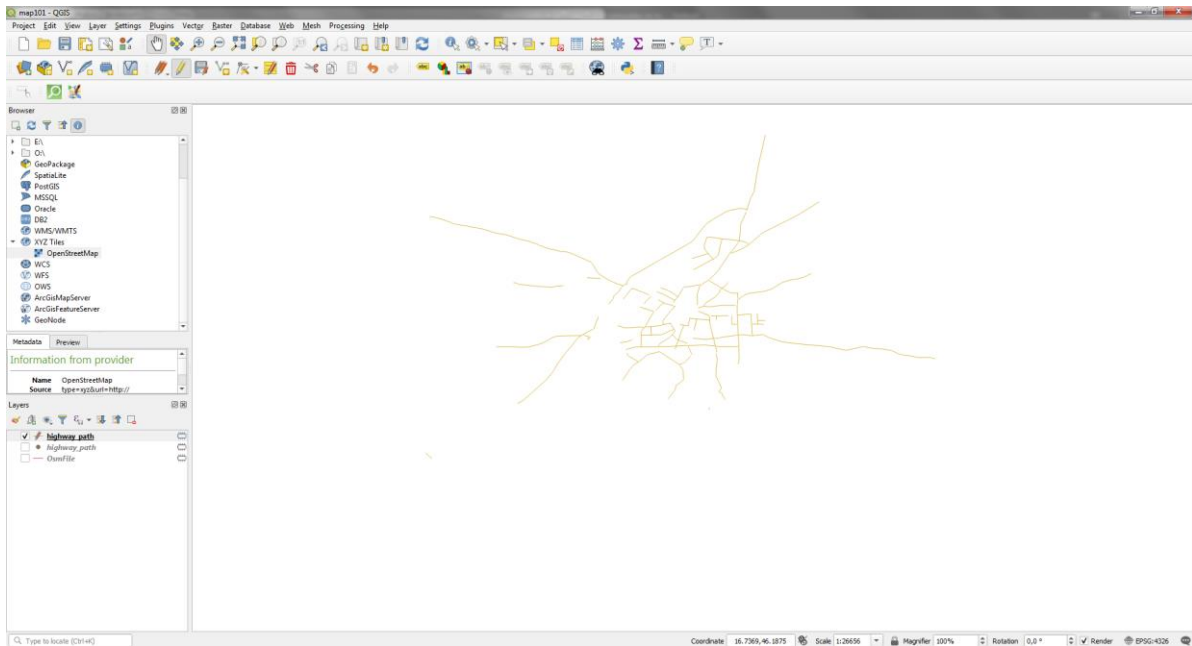 map101 - QGIS
Project Edit View Layer Settings Plugins Vector Raster Database Web Mesh Processing Help
Browser
E:\
O:\
GeoPackage
SpatiaLite
PostGIS
MSSQL
Oracle
DB2
WMS/WMTS
XYZ Tiles
OpenStreetMap
WCS
WFS
OWS
ArcGisMapServer
ArcGisFeatureServer
GeoNode
Metadata Preview
Information from provider
Name OpenStreetMap
Source type=xyz&url=http://
Layers
highway_path
highway_path
OsmFile
Type to locate (Ctrl+K) Coordinate 16.7369,46.1875 Scale 1:26656 Magnifier 100% Rotation 0,0 ° Render EPSG:4326